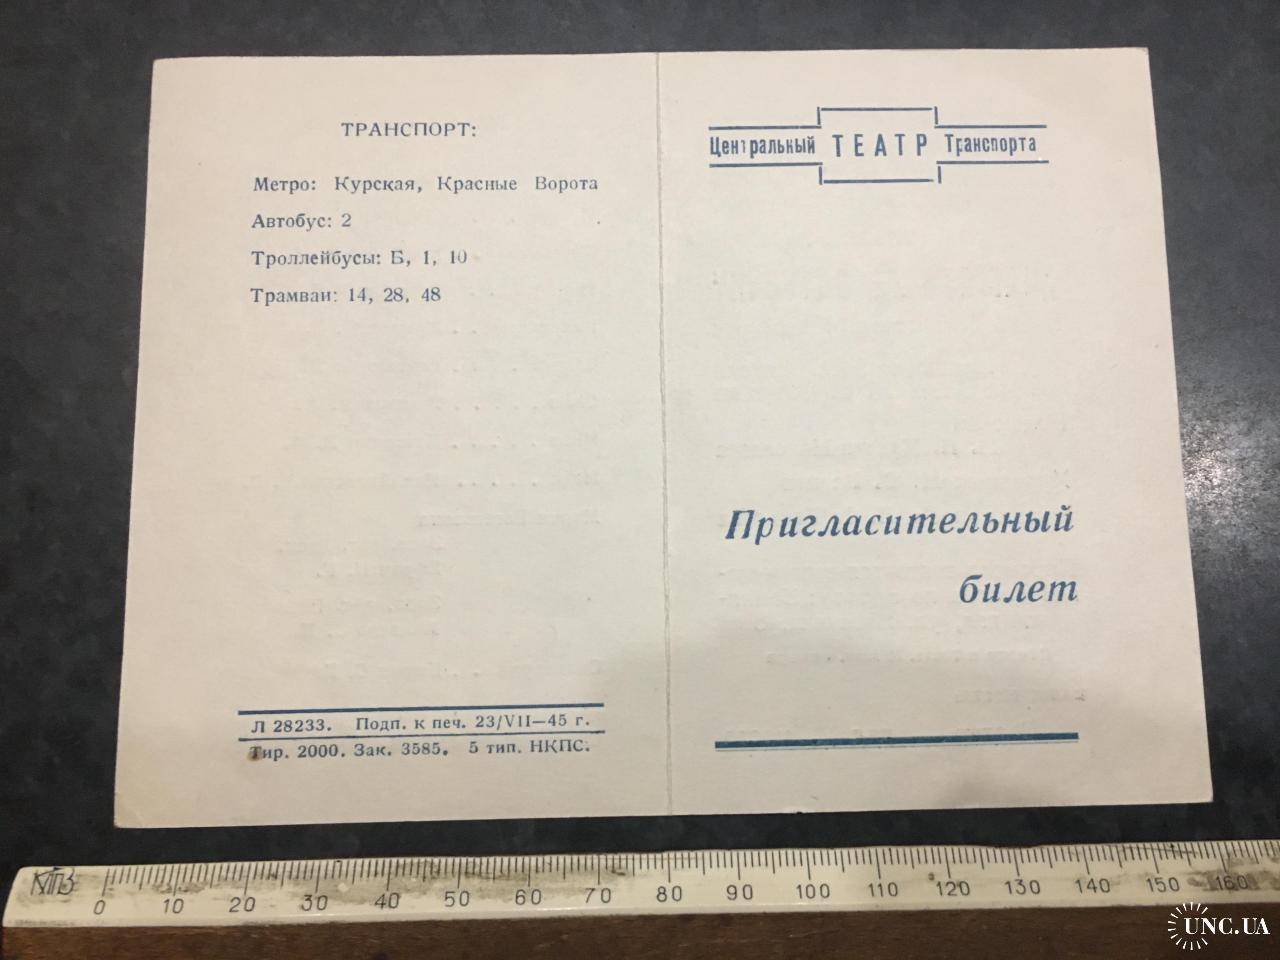 ТРАНСПОРТ:
Метро: Курская, Красные Ворота
Автобус: 2
Троллейбусы: Б, 1, 10
Трамваи: 14, 28, 48
Л 28233. Подп. к печ. 23/VII—45 г.
Тир. 2000. Зак. 3585. 5 тип. НКПС.
Центральный ТЕАТР Транспорта
Пригласительный
билет
0 10 20 30 40 50 60 70 80 90 100 110 120 130 140 150 160
UNC.UA